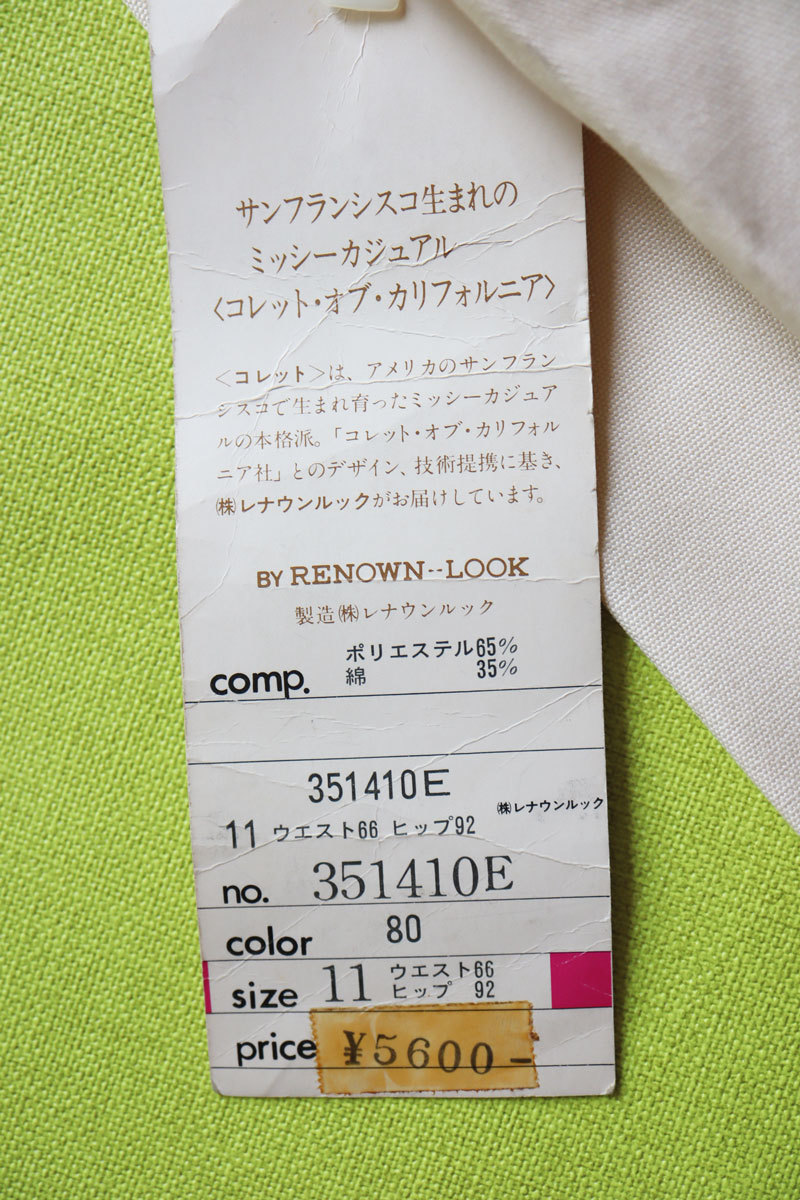 サンフランシスコ生まれの
ミッシーカジュアル——
〈コレット・オブ・カリフォルニア〉
＜コレット＞は、アメリカのサンフラン
シスコで生まれ育ったミッシーカジュア
ルの本格派。「コレット・オブ・カリフォル
ニア社」とのデザイン、技術提携に基き、
㈱レナウンルックがお届けしています。
BY RENOWN--LOOK
製造㈱レナウンルック
comp. ポリエステル65%
綿 35%
351410E
㈱レナウンルック
11 ウエスト66 ヒップ92
no. 351410E
color 80
size 11 ウエスト66
ヒップ 92
price ¥5600-